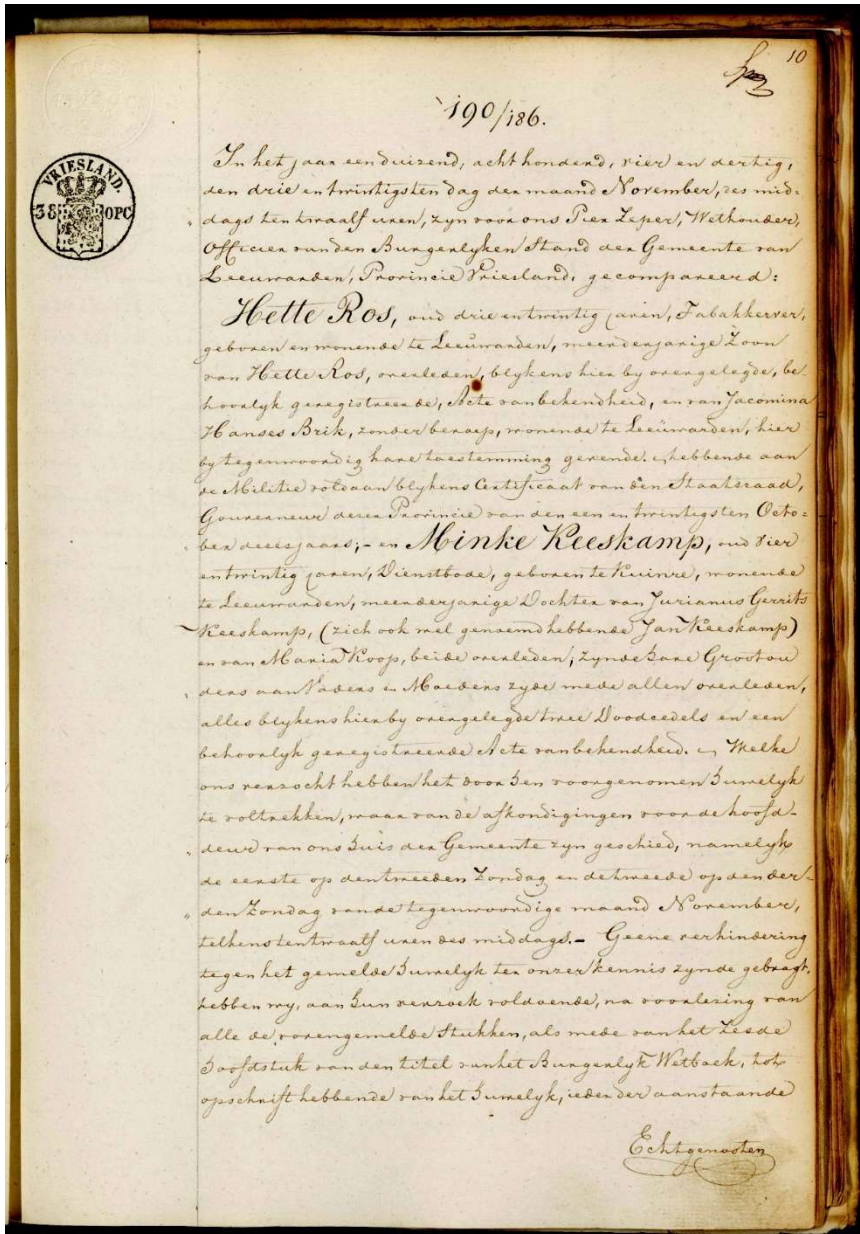 10
190/186.
VRIESLAND.
38 OPC
In het jaar een duizend, acht honderd, vier en dertig,
den drie en twintigsten dag der maand November, des mid-
dags ten twaalf uren, zyn voor ons Pier Zeper, Wethouder,
Officier van den Burgerlyken Stand der Gemeente van
Leeuwarden, Provincie Vriesland, gecompareerd:
Hette Ros, oud drie en twintig jaren, Tabakkerver,
geboren en wonende te Leeuwarden, meerderjarige Zoon
van Hette Ros, overleden, blykens hier by overgelegde, be
hoorlyk geregistreerde, Acte van bekendheid, en van Jacomina
Hanses Brik, zonder beroep, wonende te Leeuwarden, hier
by tegenwoordig hare toestemming gevende. hebbende aan
de Militie voldaan blykens Certificaat van den Staatsraad,
Gouverneur dezer Provincie van den een en twintigsten Octo-
ber dezes jaars; - en Minke Keeskamp, oud vier
en twintig jaren, Dienstbode, geboren te Kuinre, wonende
te Leeuwarden, meerderjarige Dochter van Jurianus Gerrits
Keeskamp, (zich ook wel genoemd hebbende Jan Keeskamp)
en van Maria Koop, beide overleden; zynde hare Grootou
ders aan Vaders en Moeders zyde mede allen overleden,
alles blykens hier by overgelegde twee Doodcedels en een
behoorlyk geregistreerde Acte van bekendheid. Welke
ons verzocht hebben het door hen voorgenomen Huwelyk
te voltrekken, waar van de afkondigingen voor de hoofd-
deur van ons huis der Gemeente zyn geschied, namelyk
de eerste op den tweeden Zondag en de tweede op den der-
den Zondag van de tegenwoordige maand November,
telkens ten twaalf uren des middags. - Geene verhindering
tegen het gemelde Huwelyk ter onzer kennis zynde gebragt,
hebben wy, aan hun verzoek voldoende, na voorlezing van
alle de vorengemelde Stukken, als mede van het Zesde
Hoofdstuk van den titel van het Burgerlyk Wetboek, tot
opschrift hebbende van het Huwelyk, ieder der aanstaande
Echtgenooten